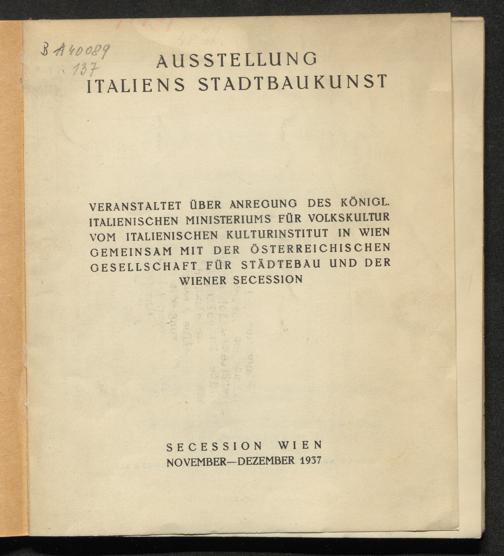 B A 40089
137
AUSSTELLUNG
ITALIENS STADTBAUKUNST
VERANSTALTET ÜBER ANREGUNG DES KÖNIGL.
ITALIENISCHEN MINISTERIUMS FÜR VOLKSKULTUR
VOM ITALIENISCHEN KULTURINSTITUT IN WIEN
GEMEINSAM MIT DER ÖSTERREICHISCHEN
GESELLSCHAFT FÜR STÄDTEBAU UND DER
WIENER SECESSION
SECESSION WIEN
NOVEMBER—DEZEMBER 1937